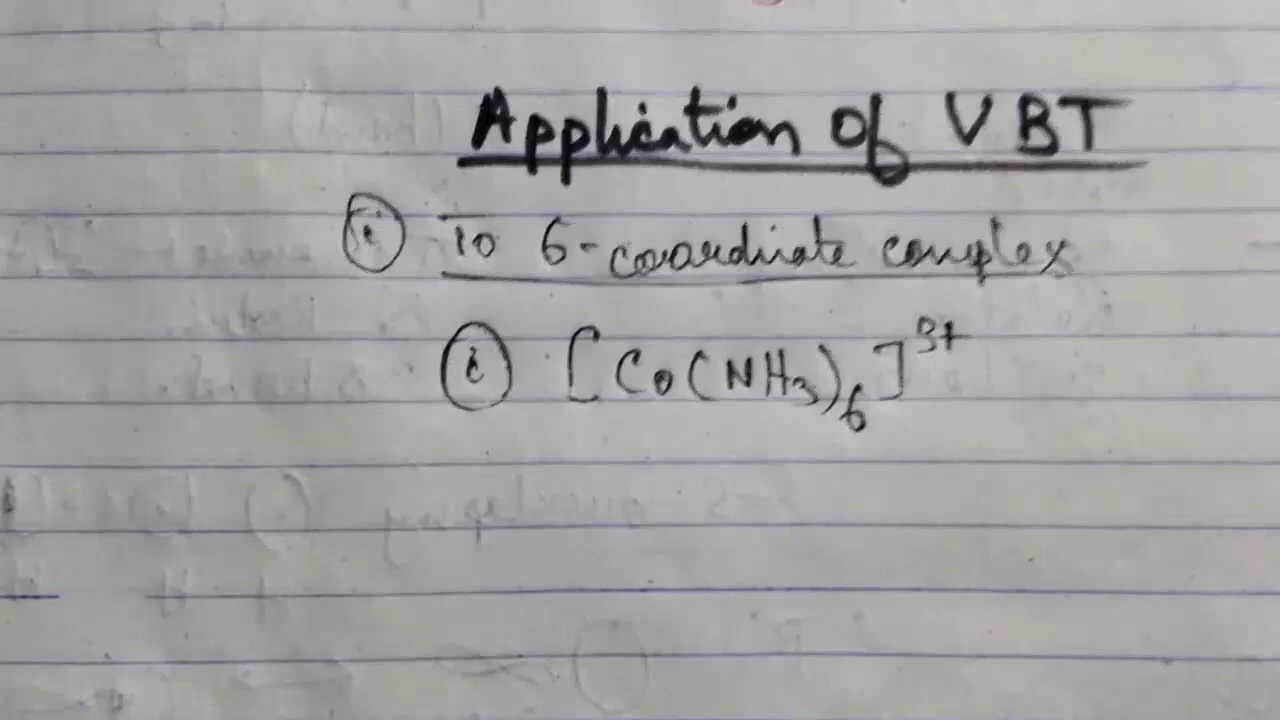 Application Of VBT
(i) To 6-coordinate complex
(i) [Co(NH3)6]3+